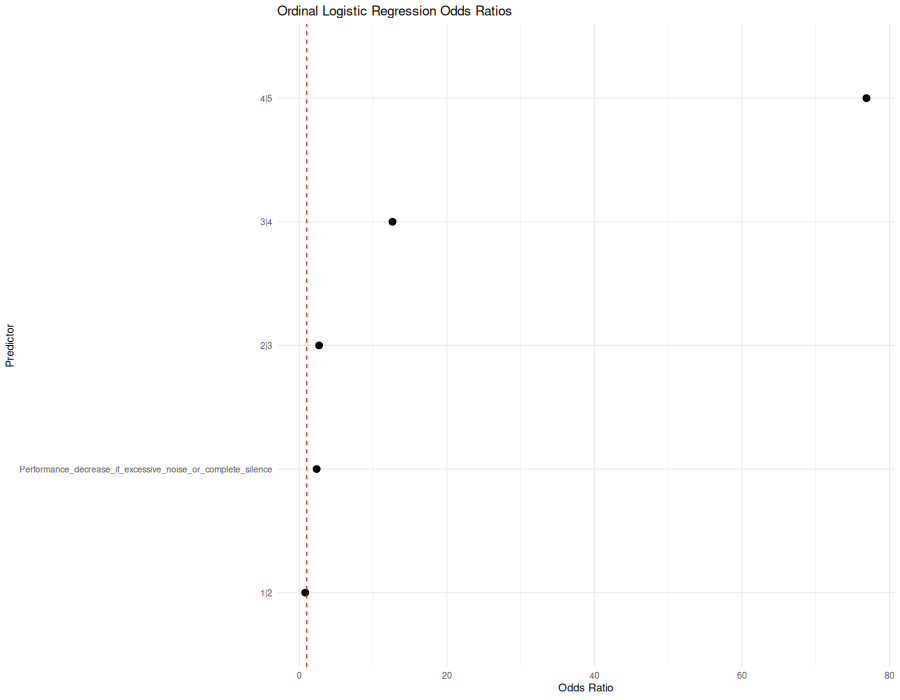 Ordinal Logistic Regression Odds Ratios
4|5
3|4
2|3
Performance_decrease_if_excessive_noise_or_complete_silence
1|2
Predictor
0 20 40 60 80
Odds Ratio